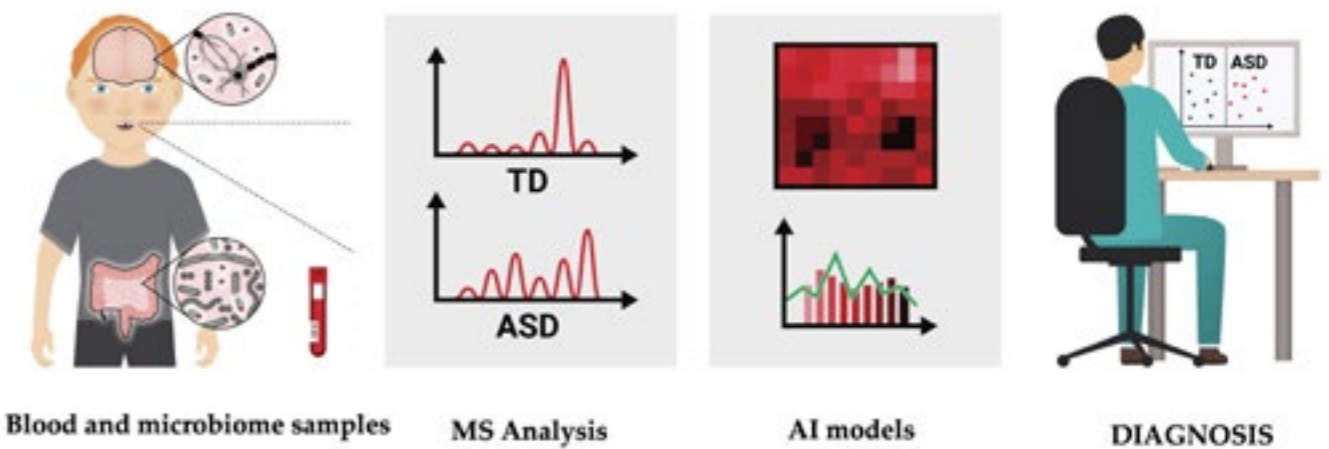 TD
ASD
TD ASD
Blood and microbiome samples
MS Analysis
AI models
DIAGNOSIS